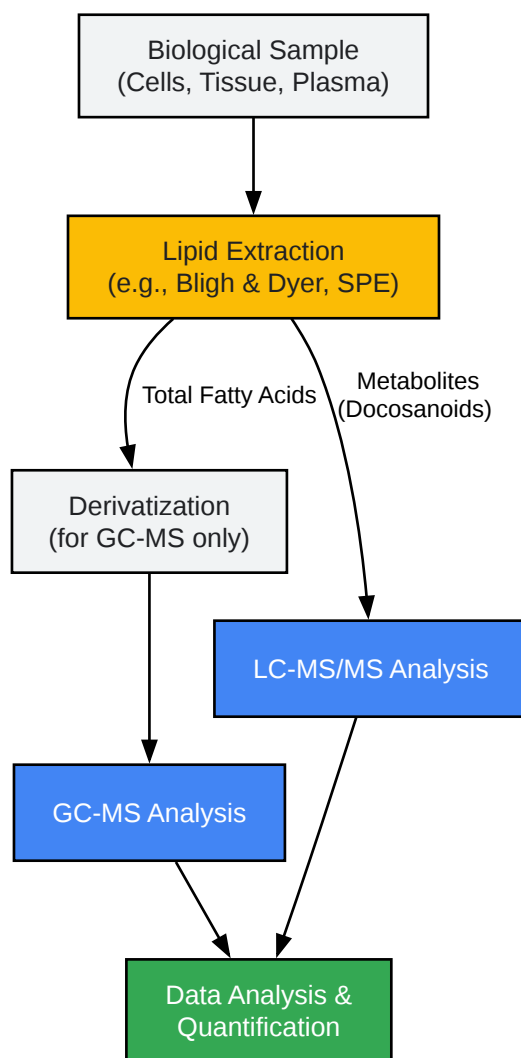 Biological Sample
(Cells, Tissue, Plasma)
Lipid Extraction
(e.g., Bligh & Dyer, SPE)
Total Fatty Acids
Metabolites
(Docosanoids)
Derivatization
(for GC-MS only)
LC-MS/MS Analysis
GC-MS Analysis
Data Analysis &
Quantification